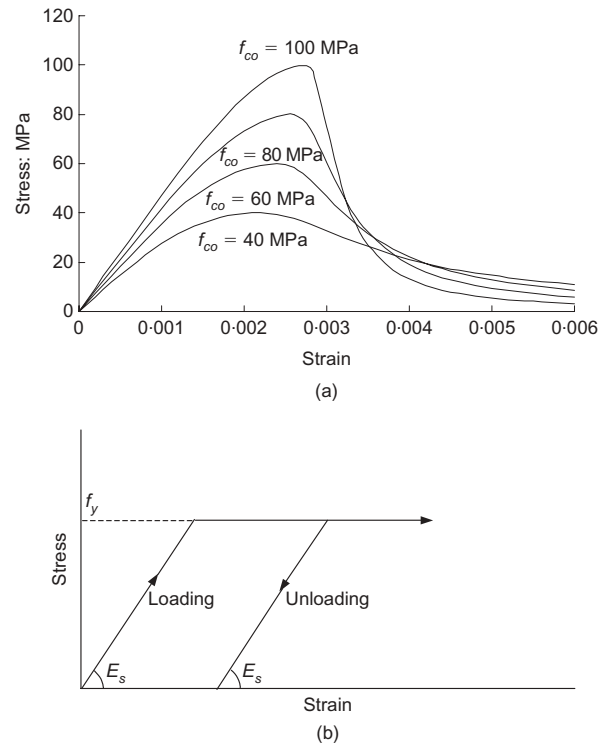 120
100
80
60
40
20
0
Stress: MPa
f_co = 100 MPa
f_co = 80 MPa
f_co = 60 MPa
f_co = 40 MPa
0
0·001
0·002
0·003
0·004
0·005
0·006
Strain
(a)
f_y
Stress
Loading
Unloading
E_s
E_s
Strain
(b)